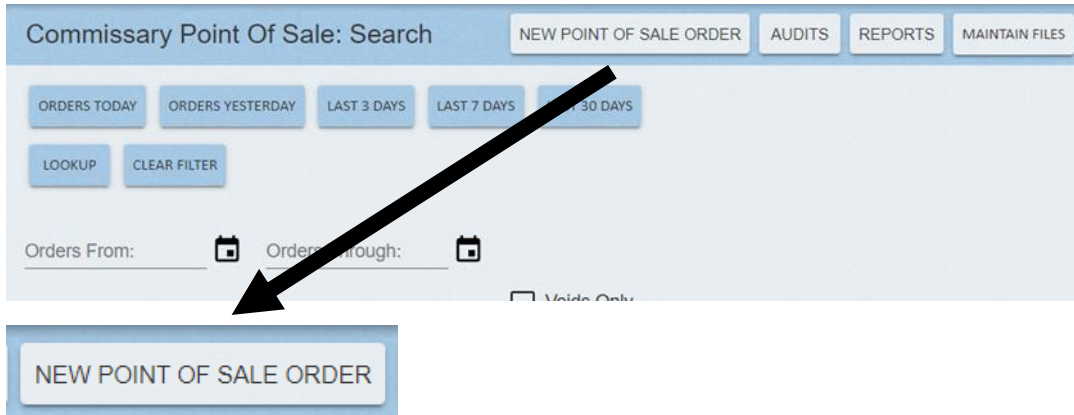 Commissary Point Of Sale: Search NEW POINT OF SALE ORDER AUDITS REPORTS MAINTAIN FILES
ORDERS TODAY ORDERS YESTERDAY LAST 3 DAYS LAST 7 DAYS 30 DAYS
LOOKUP CLEAR FILTER
Orders From: Orders Through:
Voids Only
NEW POINT OF SALE ORDER